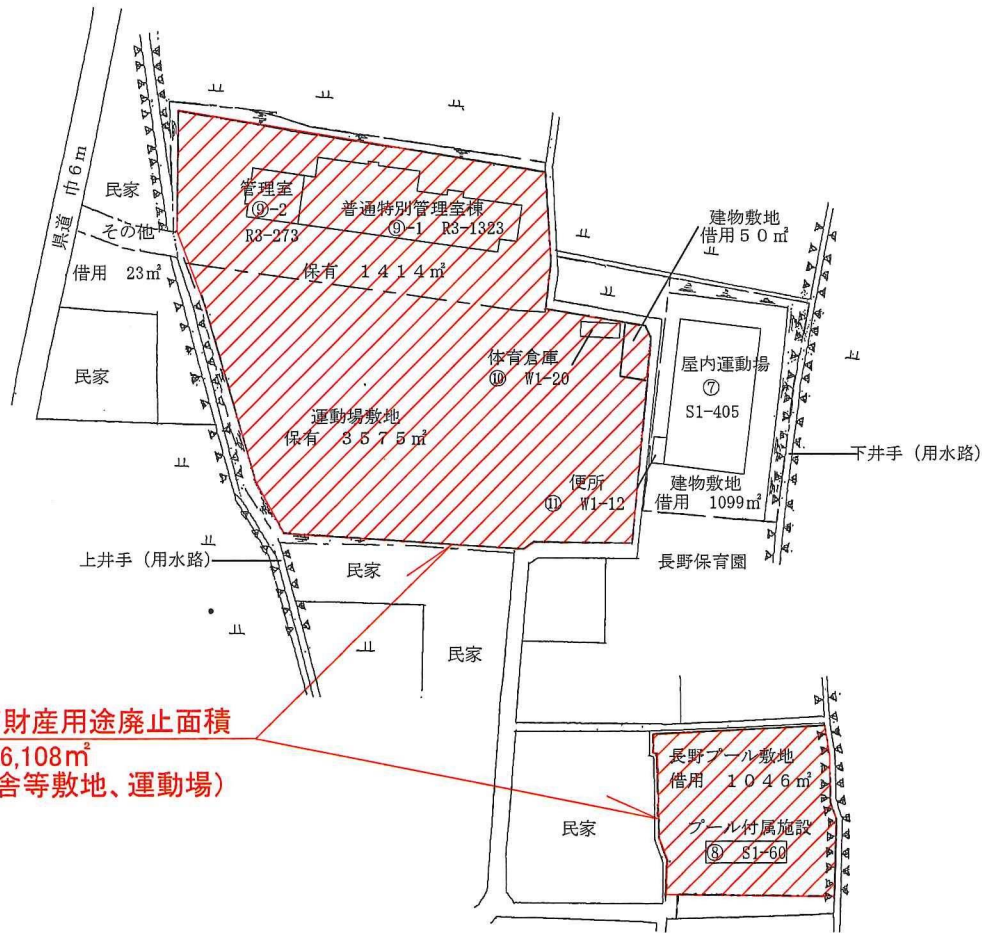 県道 巾6m
民家
その他
借用 23㎡
民家
管理室
⑨-2
R3-273
普通特別管理室棟
⑨-1 R3-1323
保有 1414㎡
建物敷地
借用50㎡
体育倉庫
⑩ W1-20
屋内運動場
⑦
S1-405
運動場敷地
保有 3575㎡
下井手(用水路)
便所
⑪ W1-12
建物敷地
借用 1099㎡
上井手(用水路)
民家
長野保育園
民家
財産用途廃止面積
6,108㎡
舎等敷地、運動場)
長野プール敷地
借用 1046㎡
民家
プール付属施設
⑧ S1-60